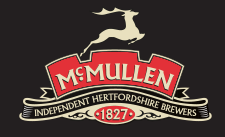 McMULLEN
INDEPENDENT HERTFORDSHIRE BREWERS
·1827·